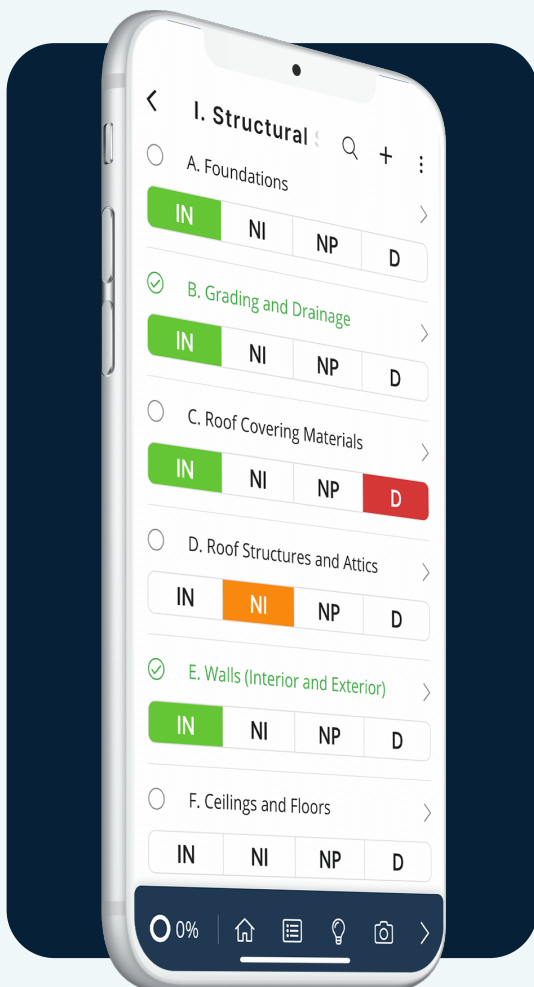 I. Structural
A. Foundations
IN NI NP D
B. Grading and Drainage
IN NI NP D
C. Roof Covering Materials
IN NI NP D
D. Roof Structures and Attics
IN NI NP D
E. Walls (Interior and Exterior)
IN NI NP D
F. Ceilings and Floors
IN NI NP D
0%